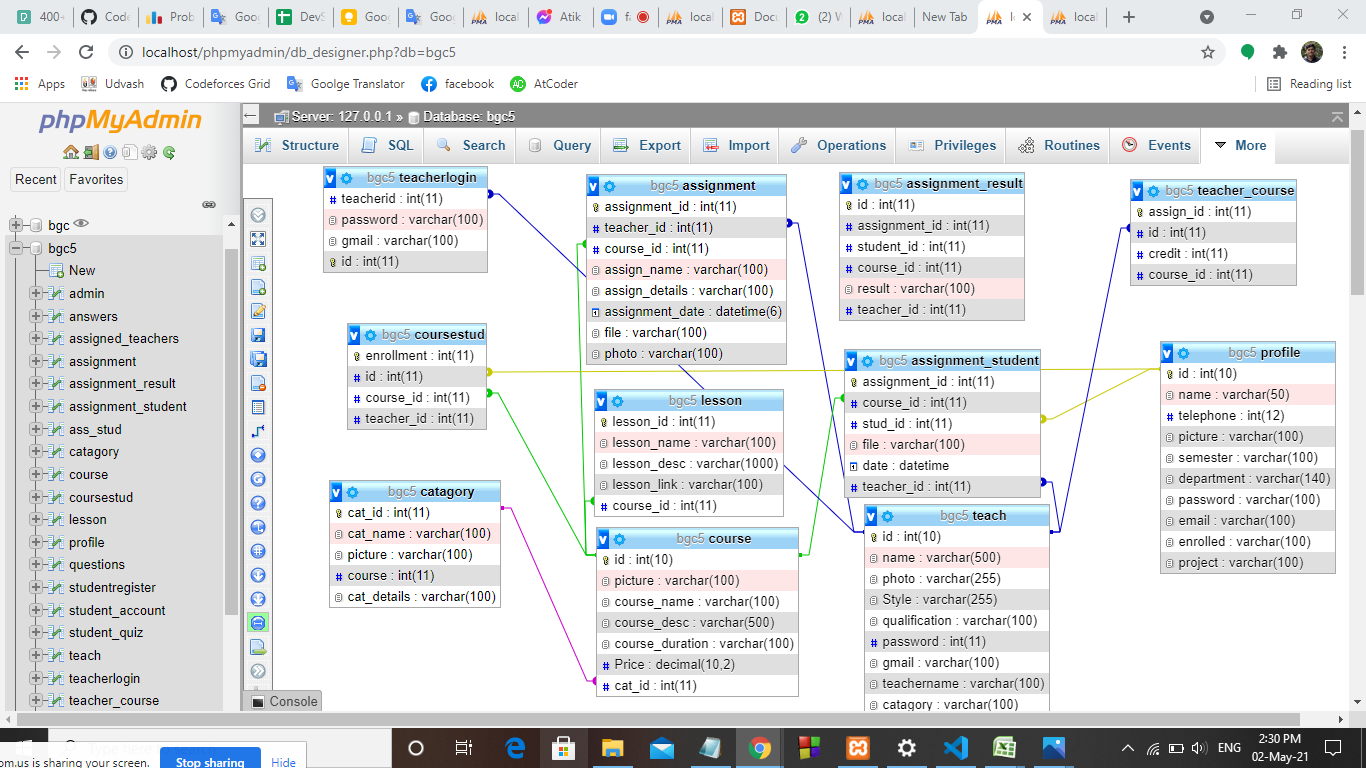 400+
Code
Prob
Goo
DevS
Goo
Goo
local
Atik
f
local
Docu
(2) W
local
New Tab
local
localhost/phpmyadmin/db_designer.php?db=bgc5
Apps
Udvash
Codeforces Grid
Goolge Translator
facebook
AtCoder
Reading list
phpMyAdmin
Recent
Favorites
bgc
bgc5
New
admin
answers
assigned_teachers
assignment
assignment_result
assignment_student
ass_stud
catagory
course
coursestud
lesson
profile
questions
studentregister
student_account
student_quiz
teach
teacherlogin
teacher_course
Server: 127.0.0.1 » Database: bgc5
Structure
SQL
Search
Query
Export
Import
Operations
Privileges
Routines
Events
More
bgc5 teacherlogin
teacherid : int(11)
password : varchar(100)
gmail : varchar(100)
id : int(11)
bgc5 assignment
assignment_id : int(11)
teacher_id : int(11)
course_id : int(11)
assign_name : varchar(100)
assign_details : varchar(100)
assignment_date : datetime(6)
file : varchar(100)
photo : varchar(100)
bgc5 assignment_result
id : int(11)
assignment_id : int(11)
student_id : int(11)
course_id : int(11)
result : varchar(100)
teacher_id : int(11)
bgc5 teacher_course
assign_id : int(11)
id : int(11)
credit : int(11)
course_id : int(11)
bgc5 coursestud
enrollment : int(11)
id : int(11)
course_id : int(11)
teacher_id : int(11)
bgc5 lesson
lesson_id : int(11)
lesson_name : varchar(100)
lesson_desc : varchar(1000)
lesson_link : varchar(100)
course_id : int(11)
bgc5 assignment_student
assignment_id : int(11)
course_id : int(11)
stud_id : int(11)
file : varchar(100)
date : datetime
teacher_id : int(11)
bgc5 profile
id : int(10)
name : varchar(50)
telephone : int(12)
picture : varchar(100)
semester : varchar(100)
department : varchar(140)
password : varchar(100)
email : varchar(100)
enrolled : varchar(100)
project : varchar(100)
bgc5 catagory
cat_id : int(11)
cat_name : varchar(100)
picture : varchar(100)
course : int(11)
cat_details : varchar(100)
bgc5 course
id : int(10)
picture : varchar(100)
course_name : varchar(100)
course_desc : varchar(500)
course_duration : varchar(100)
Price : decimal(10,2)
cat_id : int(11)
bgc5 teach
id : int(10)
name : varchar(500)
photo : varchar(255)
Style : varchar(255)
qualification : varchar(100)
password : int(11)
gmail : varchar(100)
teachername : varchar(100)
catagory : varchar(100)
Console
om.us is sharing your screen.
Stop sharing
Hide
ENG
2:30 PM
02-May-21